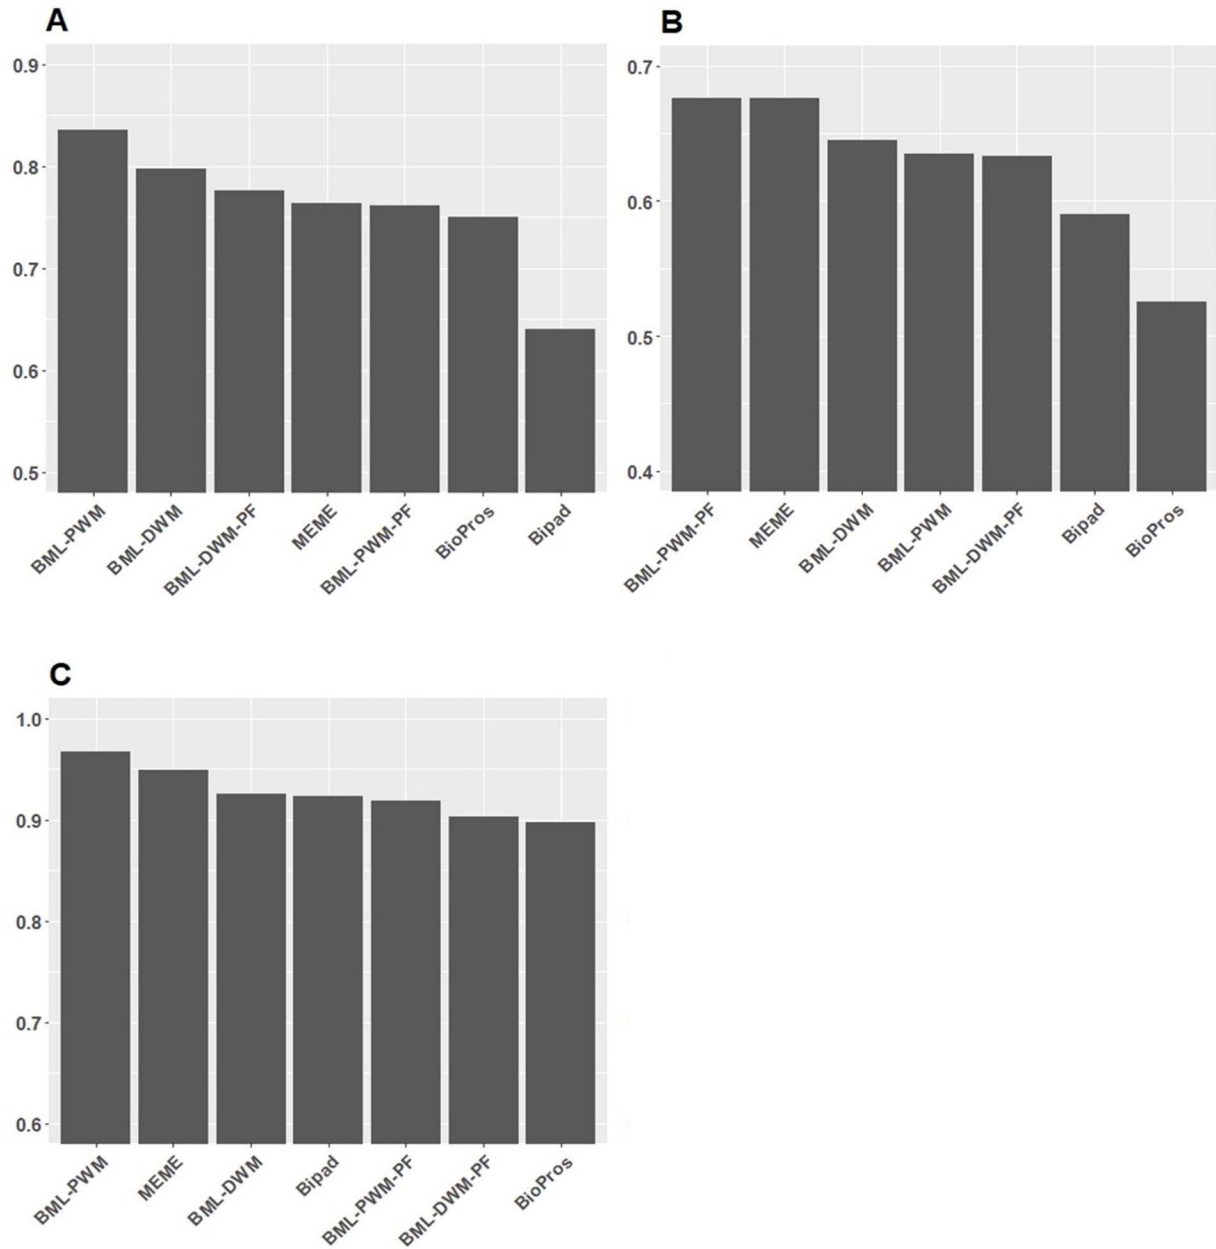 A
0.9
0.8
0.7
0.6
0.5
BML-PWM
BML-DWM
BML-DWM-PF
MEME
BML-PWM-PF
BioPros
Bipad
B
0.7
0.6
0.5
0.4
BML-PWM-PF
MEME
BML-DWM
BML-PWM
BML-DWM-PF
Bipad
BioPros
C
1.0
0.9
0.8
0.7
0.6
BML-PWM
MEME
BML-DWM
Bipad
BML-PWM-PF
BML-DWM-PF
BioPros